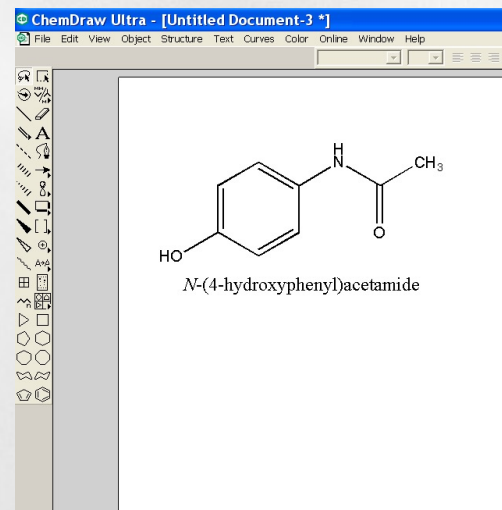 ChemDraw Ultra - [Untitled Document-3 *]
File Edit View Object Structure Text Curves Color Online Window Help
A
H
N
CH₃
O
HO
N-(4-hydroxyphenyl)acetamide